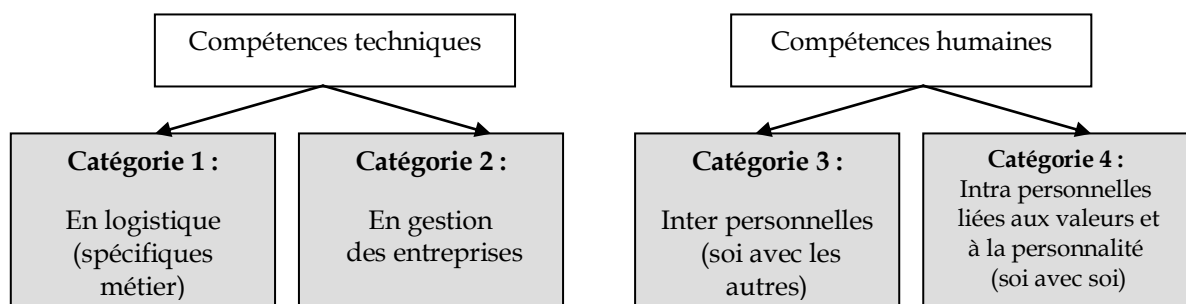 Compétences techniques
Compétences humaines
Catégorie 1 :
En logistique
(spécifiques
métier)
Catégorie 2 :
En gestion
des entreprises
Catégorie 3 :
Inter personnelles
(soi avec les
autres)
Catégorie 4 :
Intra personnelles
liées aux valeurs et
à la personnalité
(soi avec soi)